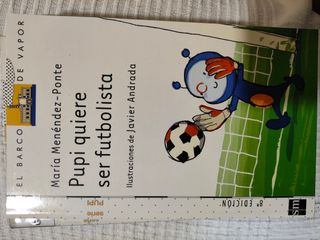 EL BARCO DE VAPOR
María Menéndez-Ponte
Pupi quiere
ser futbolista
Ilustraciones de Javier Andrada
8ª EDICIÓN
sm
serie
PUPI